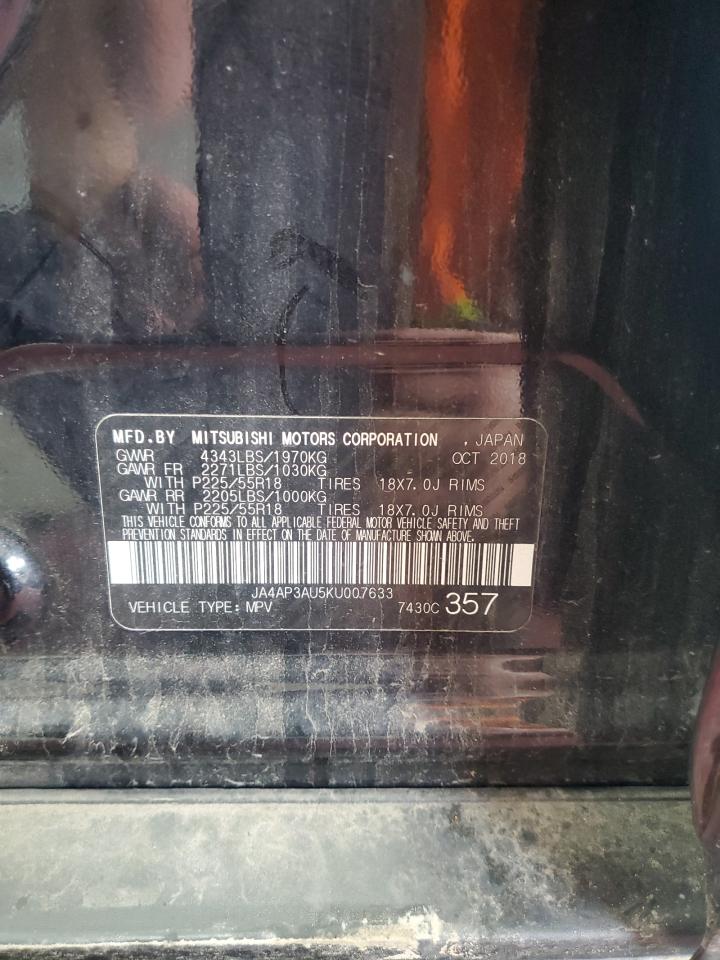 MFD.BY MITSUBISHI MOTORS CORPORATION , JAPAN
GWWR 4343LBS/1970KG OCT 2018
GAWR FR 2271LBS/1030KG
WITH P225/55R18 TIRES 18X7.0J RIMS
GAWR RR 2205LBS/1000KG
WITH P225/55R18 TIRES 18X7.0J RIMS
THIS VEHICLE CONFORMS TO ALL APPLICABLE FEDERAL MOTOR VEHICLE SAFETY AND THEFT
PREVENTION STANDARDS IN EFFECT ON THE DATE OF MANUFACTURE SHOWN ABOVE.
JA4AP3AU5KU007633
VEHICLE TYPE: MPV 7430C 357